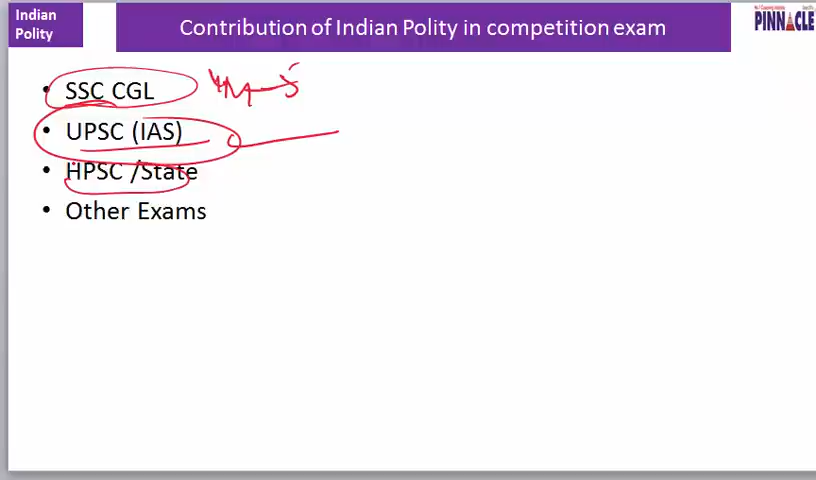 Indian
Polity
Contribution of Indian Polity in competition exam
PINNACLE
• SSC CGL
• UPSC (IAS)
• HPSC /State
• Other Exams